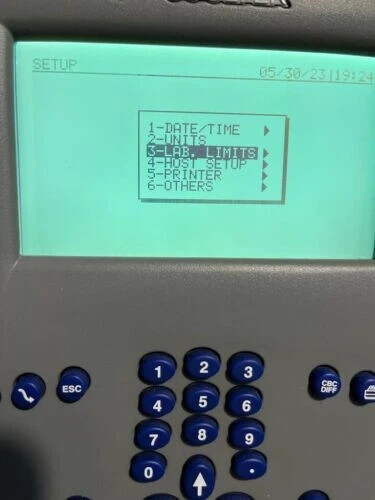 SETUP
05/30/23|19:24
1-DATE/TIME
2-UNITS
3-LAB. LIMITS
4-HOST SETUP
5-PRINTER
6-OTHERS
ESC
1 2 3
CBC
DIFF
4 5 6
7 8 9
0 .